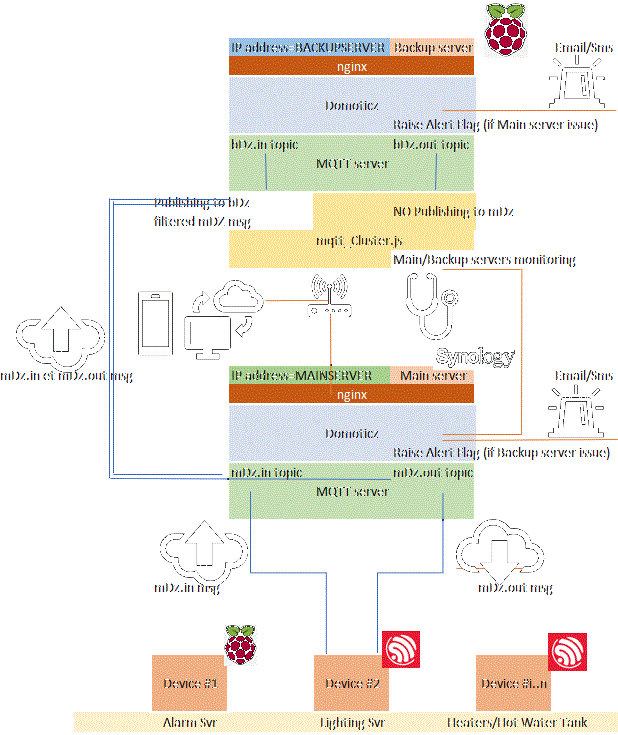 IP address=BACKUPSERVER Backup server
Email/Sms
nginx
Domoticz
Raise Alert Flag (if Main server issue)
bDz.in topic bDz.out topic
MQTT server
Publishing to bDz
filtered mDZ msg
NO Publishing to mDz
mqtt_Cluster.js
Main/Backup servers monitoring
Synology
mDz.in et mDz.out msg
IP address=MAINSERVER Main server
Email/Sms
nginx
Domoticz
Raise Alert Flag (if Backup server issue)
mDz.in topic mDz.out topic
MQTT server
mDz.in msg mDz.out msg
Device #1 Device #2 Device #i..n
Alarm Svr Lighting Svr Heaters/Hot Water Tank